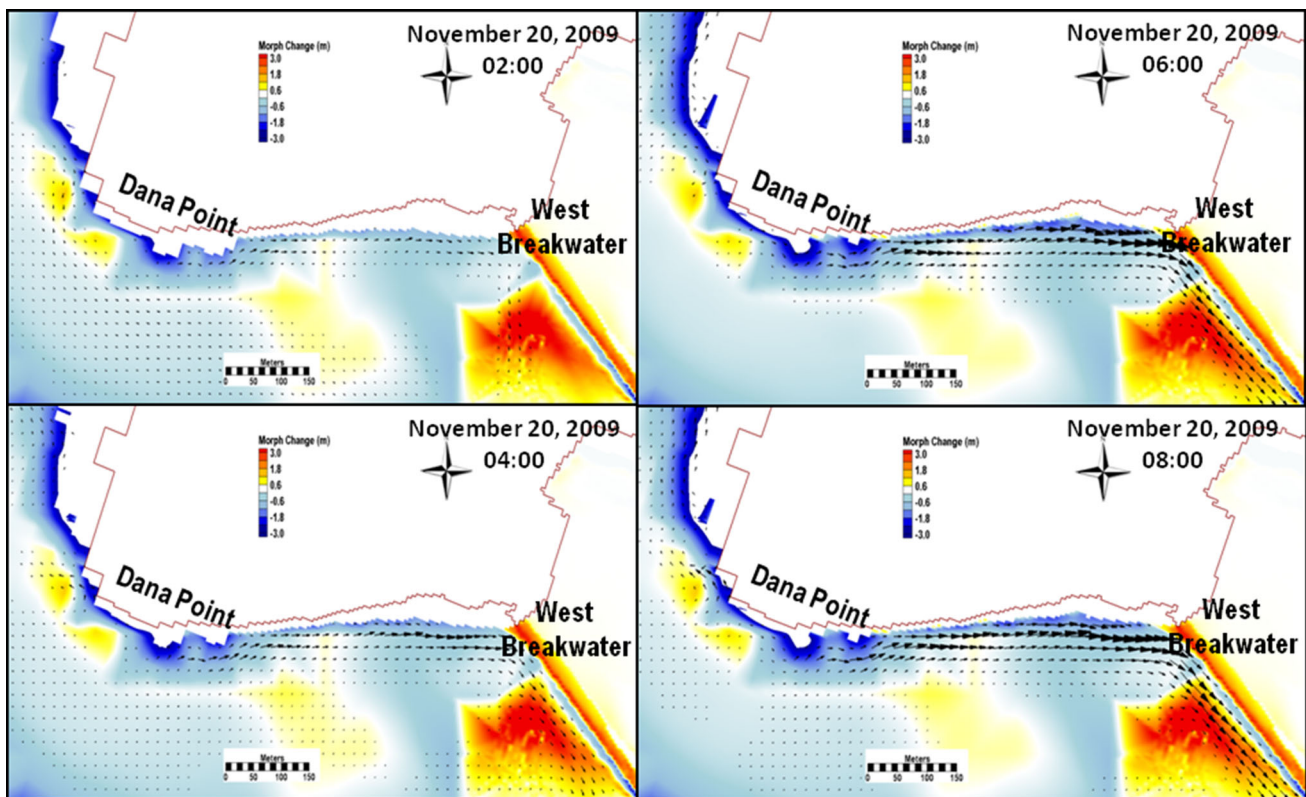 November 20, 2009
02:00
Morph Change (m)
3.0
1.8
0.6
-0.6
-1.8
-3.0
Dana Point
West
Breakwater
Meters
0 50 100 150
November 20, 2009
06:00
Morph Change (m)
3.0
1.8
0.6
-0.6
-1.8
-3.0
Dana Point
West
Breakwater
Meters
0 50 100 150
November 20, 2009
04:00
Morph Change (m)
3.0
1.8
0.6
-0.6
-1.8
-3.0
Dana Point
West
Breakwater
Meters
0 50 100 150
November 20, 2009
08:00
Morph Change (m)
3.0
1.8
0.6
-0.6
-1.8
-3.0
Dana Point
West
Breakwater
Meters
0 50 100 150